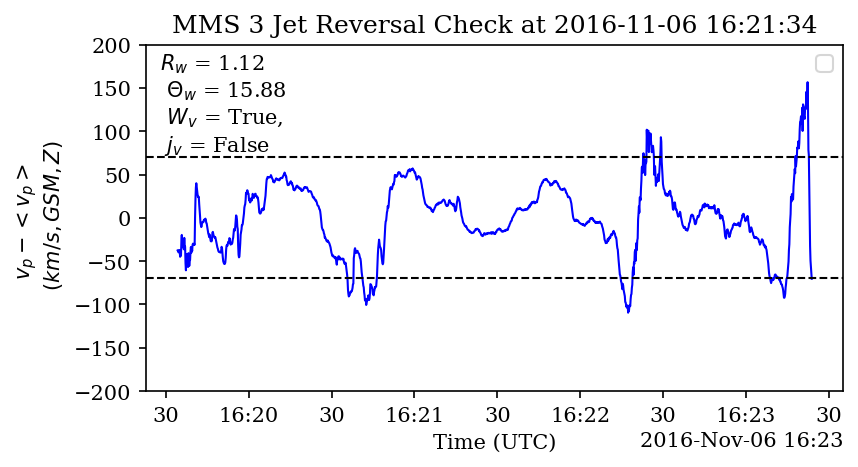 MMS 3 Jet Reversal Check at 2016-11-06 16:21:34
R_w = 1.12
Θ_w = 15.88
W_v = True,
j_v = False
200
150
100
50
0
−50
−100
−150
−200
v_p − < v_p >
(km/s, GSM, Z)
30 16:20 30 16:21 30 16:22 30 16:23 30
Time (UTC)
2016-Nov-06 16:23